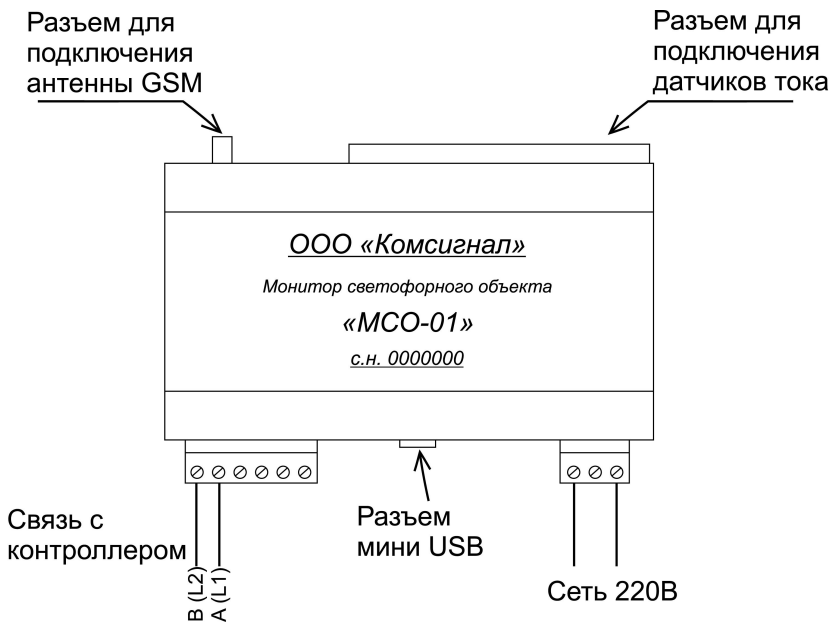 Разъем для
подключения
антенны GSM
Разъем для
подключения
датчиков тока
ООО «Комсигнал»
Монитор светофорного объекта
«МСО-01»
с.н. 0000000
Связь с
контроллером
B (L2)
A (L1)
Разъем
мини USB
Сеть 220В